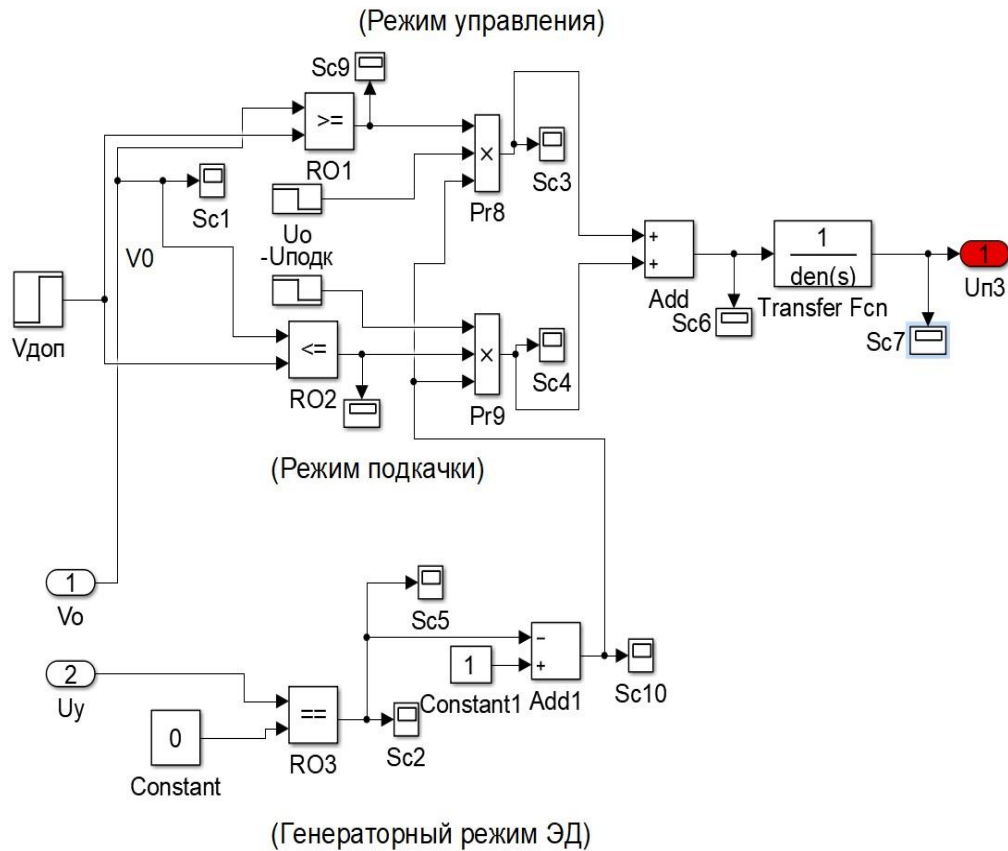 (Режим управления)
Sc9
>=
RO1
×
Sc3
Pr8
Sc1
Uo
-Uподк
V0
Vдоп
<=
RO2
×
Sc4
Pr9
+
+
Add
Sc6
1
den(s)
Transfer Fcn
Sc7
1
Uп3
(Режим подкачки)
1
Vo
2
Uy
0
Constant
==
RO3
Sc5
Sc2
1
Constant1
−
+
Add1
Sc10
(Генераторный режим ЭД)